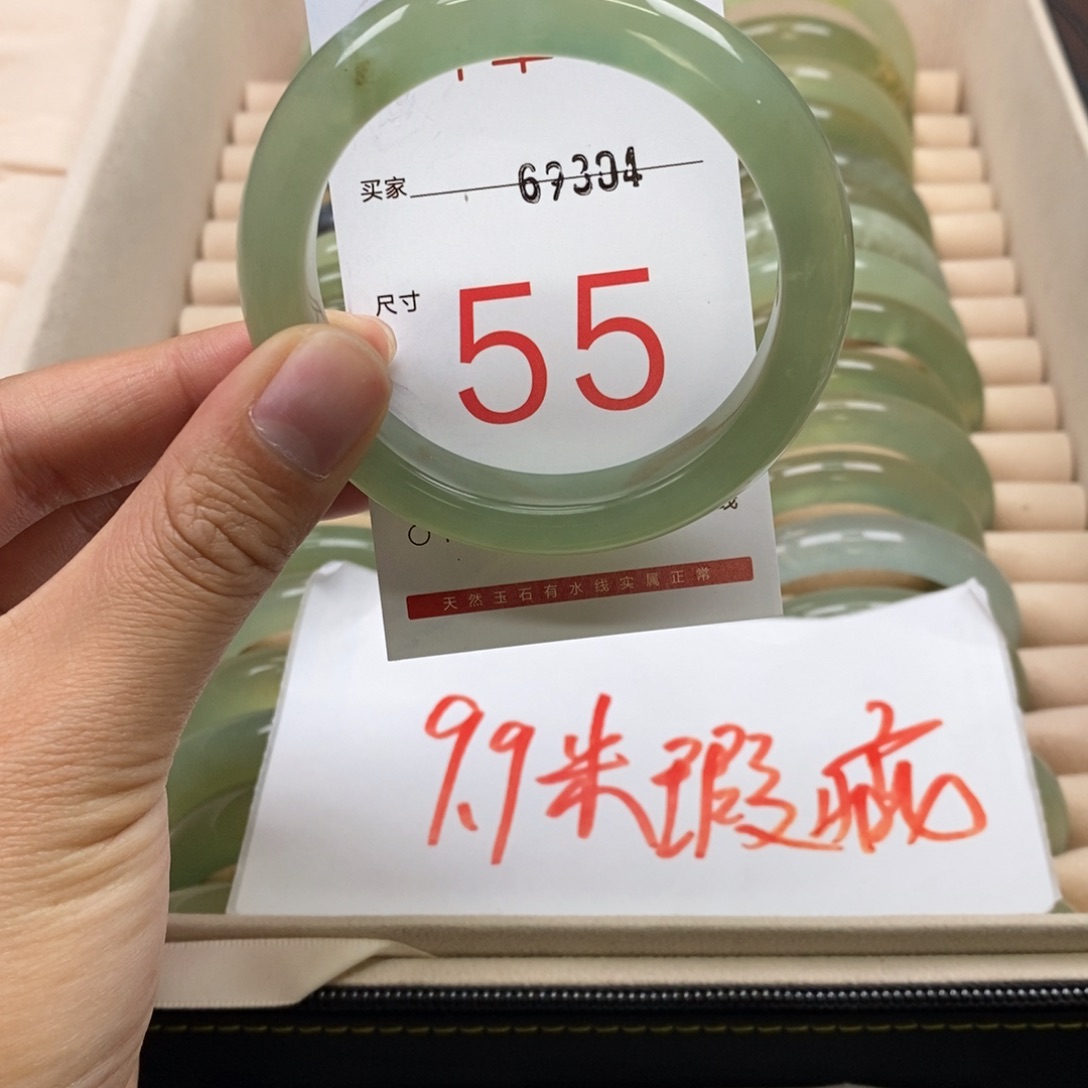 买家 69304
尺寸 55
天然玉石有水线实属正常
9.9米瑕疵